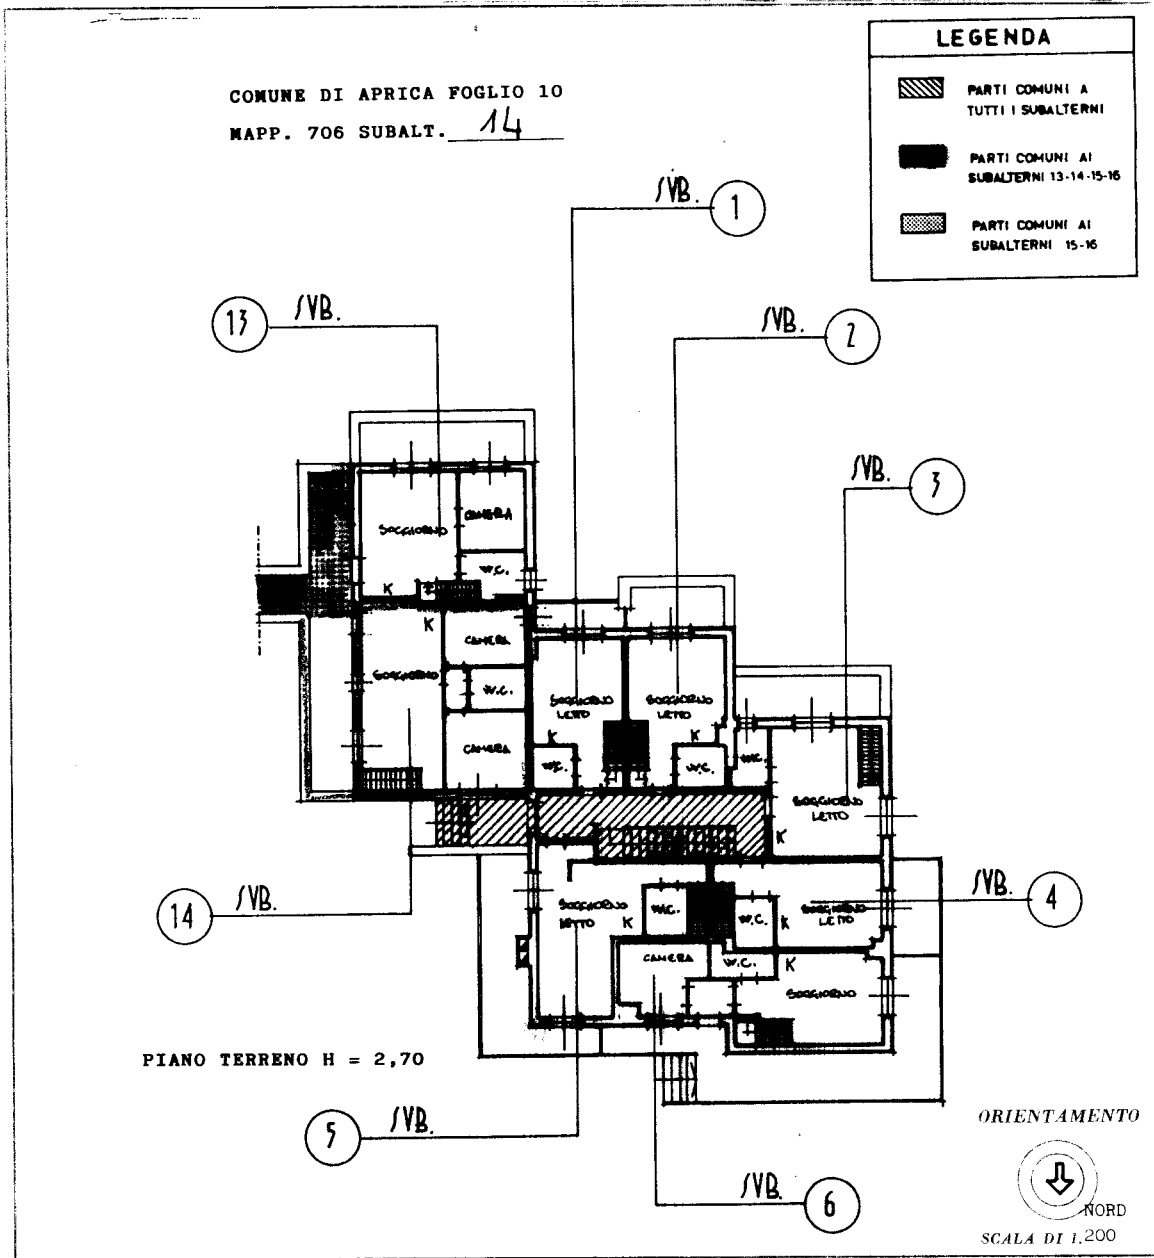 LEGENDA
PARTI COMUNI A
TUTTI I SUBALTERNI
PARTI COMUNI AI
SUBALTERNI 13-14-15-16
PARTI COMUNI AI
SUBALTERNI 15-16
COMUNE DI APRICA FOGLIO 10
MAPP. 706 SUBALT. 14
SVB. 1
13 SVB.
SVB. 2
SVB. 3
SOGGIORNO
CAMERA
W.C.
K
K
CAMERA
SOGGIORNO
W.C.
CAMERA
SOGGIORNO
LETTO
K
W.C.
SOGGIORNO
LETTO
K
W.C.
W.C.
SOGGIORNO
LETTO
K
14 SVB.
SVB. 4
SOGGIORNO
LETTO
K
W.C.
W.C.
K
SOGGIORNO
LETTO
CAMERA
W.C.
K
SOGGIORNO
PIANO TERRENO H = 2,70
5 SVB.
SVB. 6
ORIENTAMENTO
NORD
SCALA DI 1.200